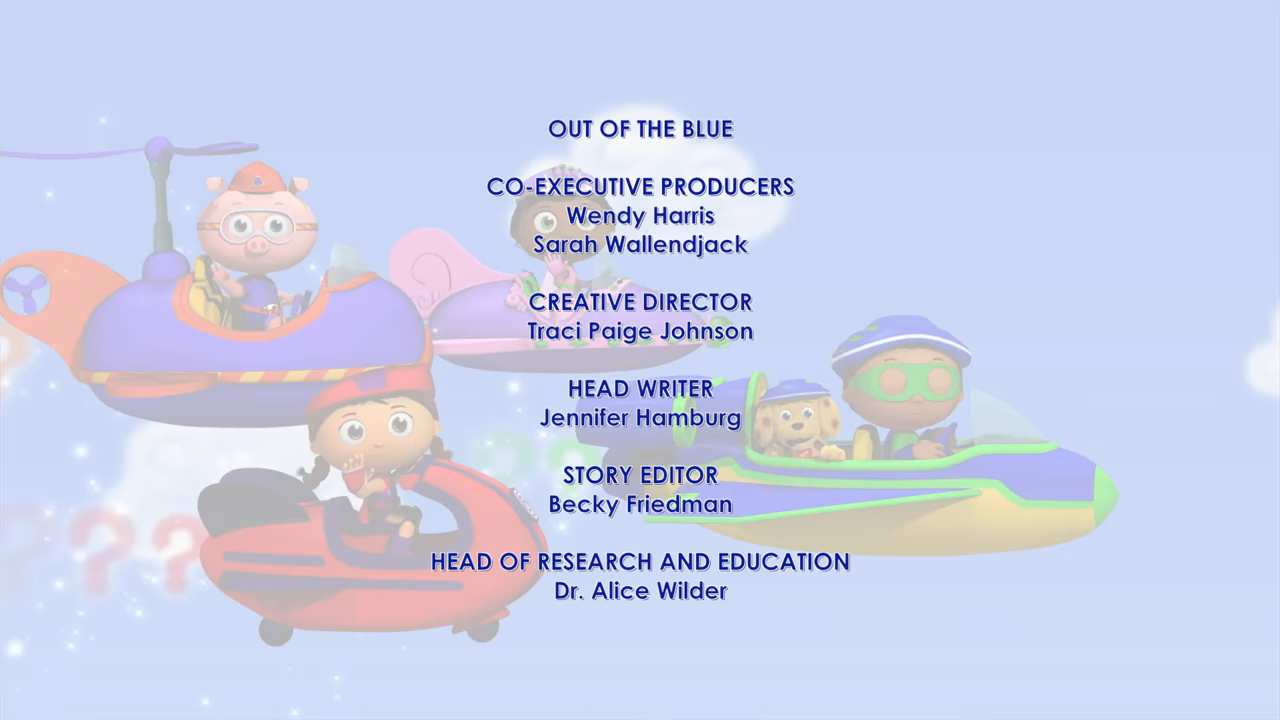 OUT OF THE BLUE
CO-EXECUTIVE PRODUCERS
Wendy Harris
Sarah Wallendjack
CREATIVE DIRECTOR
Traci Paige Johnson
HEAD WRITER
Jennifer Hamburg
STORY EDITOR
Becky Friedman
HEAD OF RESEARCH AND EDUCATION
Dr. Alice Wilder
???